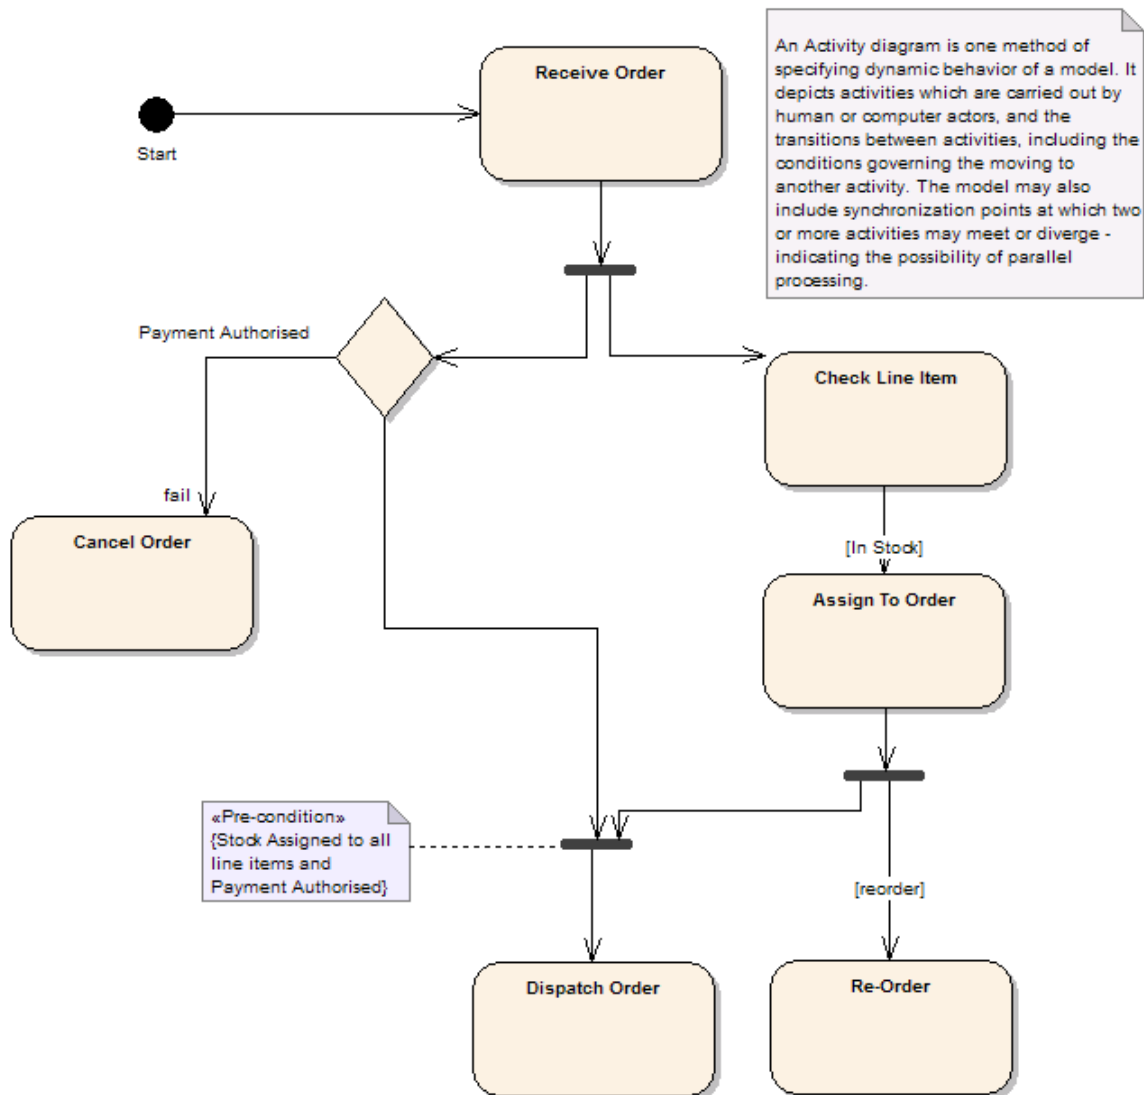 Receive Order
An Activity diagram is one method of
specifying dynamic behavior of a model. It
depicts activities which are carried out by
human or computer actors, and the
transitions between activities, including the
conditions governing the moving to
another activity. The model may also
include synchronization points at which two
or more activities may meet or diverge -
indicating the possibility of parallel
processing.
Start
Payment Authorised
Check Line Item
fail
Cancel Order
[In Stock]
Assign To Order
«Pre-condition»
{Stock Assigned to all
line items and
Payment Authorised}
[reorder]
Dispatch Order
Re-Order